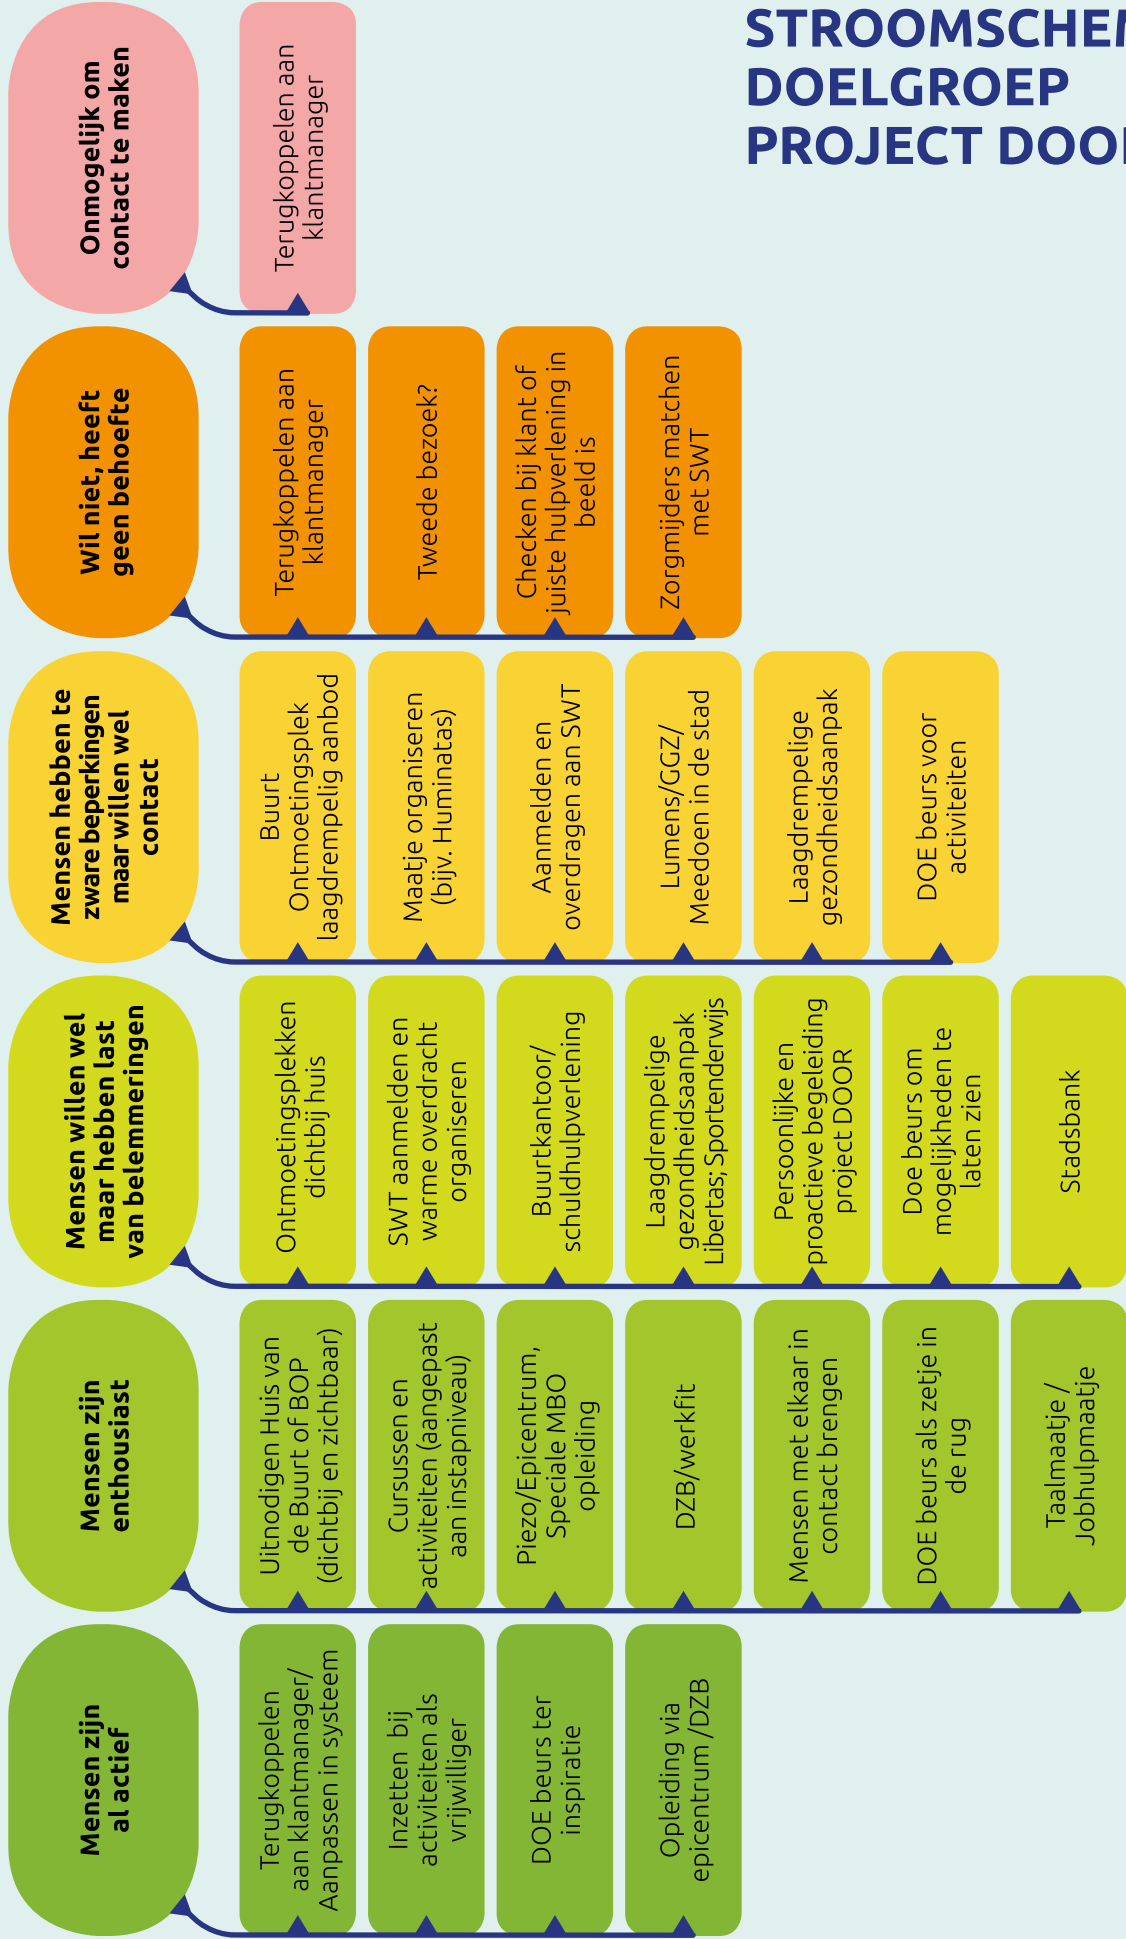 STROOMSCHEM
DOELGROEP
PROJECT DOOR
Mensen zijn
al actief
Terugkoppelen
aan klantmanager/
Aanpassen in systeem
Inzetten bij
activiteiten als
vrijwilliger
DOE beurs ter
inspiratie
Opleiding via
epicentrum /DZB
Mensen zijn
enthousiast
Uitnodigen Huis van
de Buurt of BOP
(dichtbij en zichtbaar)
Cursussen en
activiteiten (aangepast
aan instapniveau)
Piezo/Epicentrum,
Speciale MBO
opleiding
DZB/werkfit
Mensen met elkaar in
contact brengen
DOE beurs als zetje in
de rug
Taalmaatje /
Jobhulpmaatje
Mensen willen wel
maar hebben last
van belemmeringen
Ontmoetingsplekken
dichtbij huis
SWT aanmelden en
warme overdracht
organiseren
Buurtkantoor/
schuldhulpverlening
Laagdrempelige
gezondheidsaanpak
Libertas; Sportenderwijs
Persoonlijke en
proactieve begeleiding
project DOOR
Doe beurs om
mogelijkheden te
laten zien
Stadsbank
Mensen hebben te
zware beperkingen
maar willen wel
contact
Buurt
Ontmoetingsplek
laagdrempelig aanbod
Maatje organiseren
(bijv. Huminatas)
Aanmelden en
overdragen aan SWT
Lumens/GGZ/
Meedoen in de stad
Laagdrempelige
gezondheidsaanpak
DOE beurs voor
activiteiten
Wil niet, heeft
geen behoefte
Terugkoppelen aan
klantmanager
Tweede bezoek?
Checken bij klant of
juiste hulpverlening in
beeld is
Zorgmijders matchen
met SWT
Onmogelijk om
contact te maken
Terugkoppelen aan
klantmanager